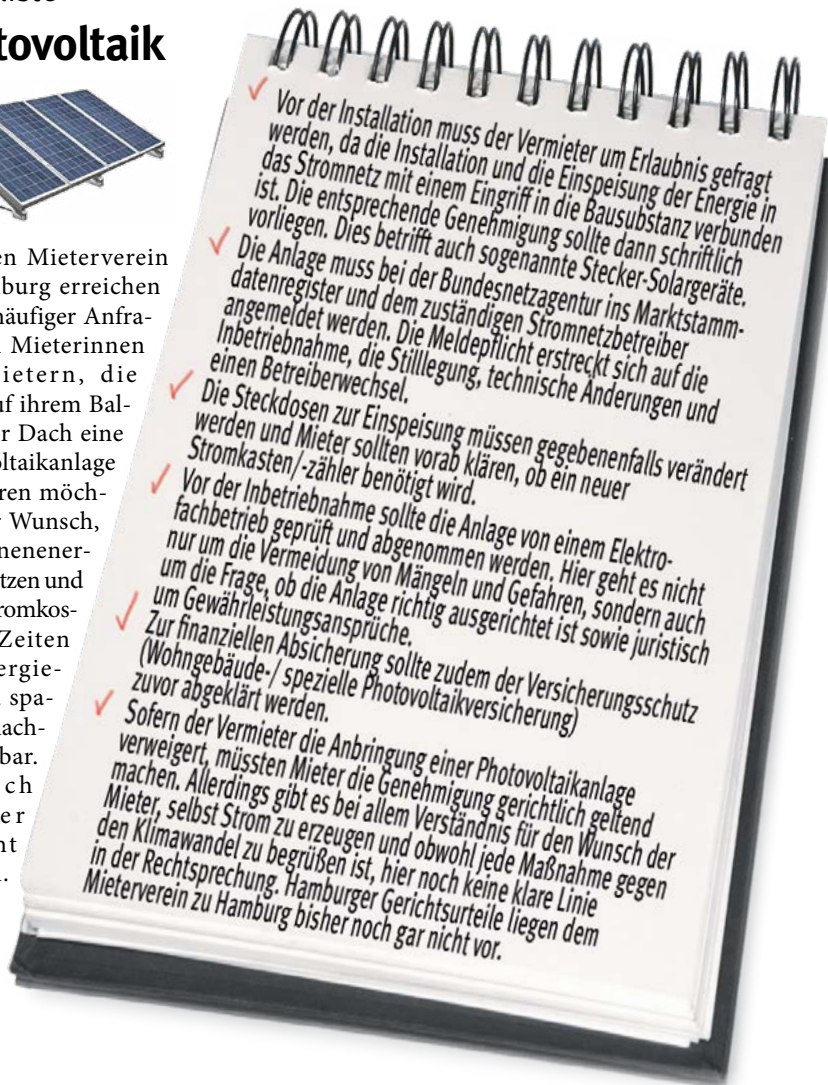 tovoltaik
en Mieterverein
burg erreichen
häufiger Anfra-
Mieterinnen
ietern, die
uf ihrem Bal-
r Dach eine
oltaikanlage
ren möch-
Wunsch,
nenener-
tzen und
romkos-
Zeiten
ergie-
spa-
ach-
bar.
ch
er
nt
✓ Vor der Installation muss der Vermieter um Erlaubnis gefragt
werden, da die Installation und die Einspeisung der Energie in
das Stromnetz mit einem Eingriff in die Bausubstanz verbunden
ist. Die entsprechende Genehmigung sollte dann schriftlich
vorliegen. Dies betrifft auch sogenannte Stecker-Solargeräte.
✓ Die Anlage muss bei der Bundesnetzagentur ins Marktstamm-
datenregister und dem zuständigen Stromnetzbetreiber
angemeldet werden. Die Meldepflicht erstreckt sich auf die
Inbetriebnahme, die Stilllegung, technische Änderungen und
einen Betreiberwechsel.
✓ Die Steckdosen zur Einspeisung müssen gegebenenfalls verändert
werden und Mieter sollten vorab klären, ob ein neuer
Stromkasten/-zähler benötigt wird.
✓ Vor der Inbetriebnahme sollte die Anlage von einem Elektro-
fachbetrieb geprüft und abgenommen werden. Hier geht es nicht
nur um die Vermeidung von Mängeln und Gefahren, sondern auch
um die Frage, ob die Anlage richtig ausgerichtet ist sowie juristisch
um Gewährleistungsansprüche.
✓ Zur finanziellen Absicherung sollte zudem der Versicherungsschutz
(Wohngebäude-/ spezielle Photovoltaikversicherung)
zuvor abgeklärt werden.
✓ Sofern der Vermieter die Anbringung einer Photovoltaikanlage
verweigert, müssten Mieter die Genehmigung gerichtlich geltend
machen. Allerdings gibt es bei allem Verständnis für den Wunsch der
Mieter, selbst Strom zu erzeugen und obwohl jede Maßnahme gegen
den Klimawandel zu begrüßen ist, hier noch keine klare Linie
in der Rechtsprechung. Hamburger Gerichtsurteile liegen dem
Mieterverein zu Hamburg bisher noch gar nicht vor.